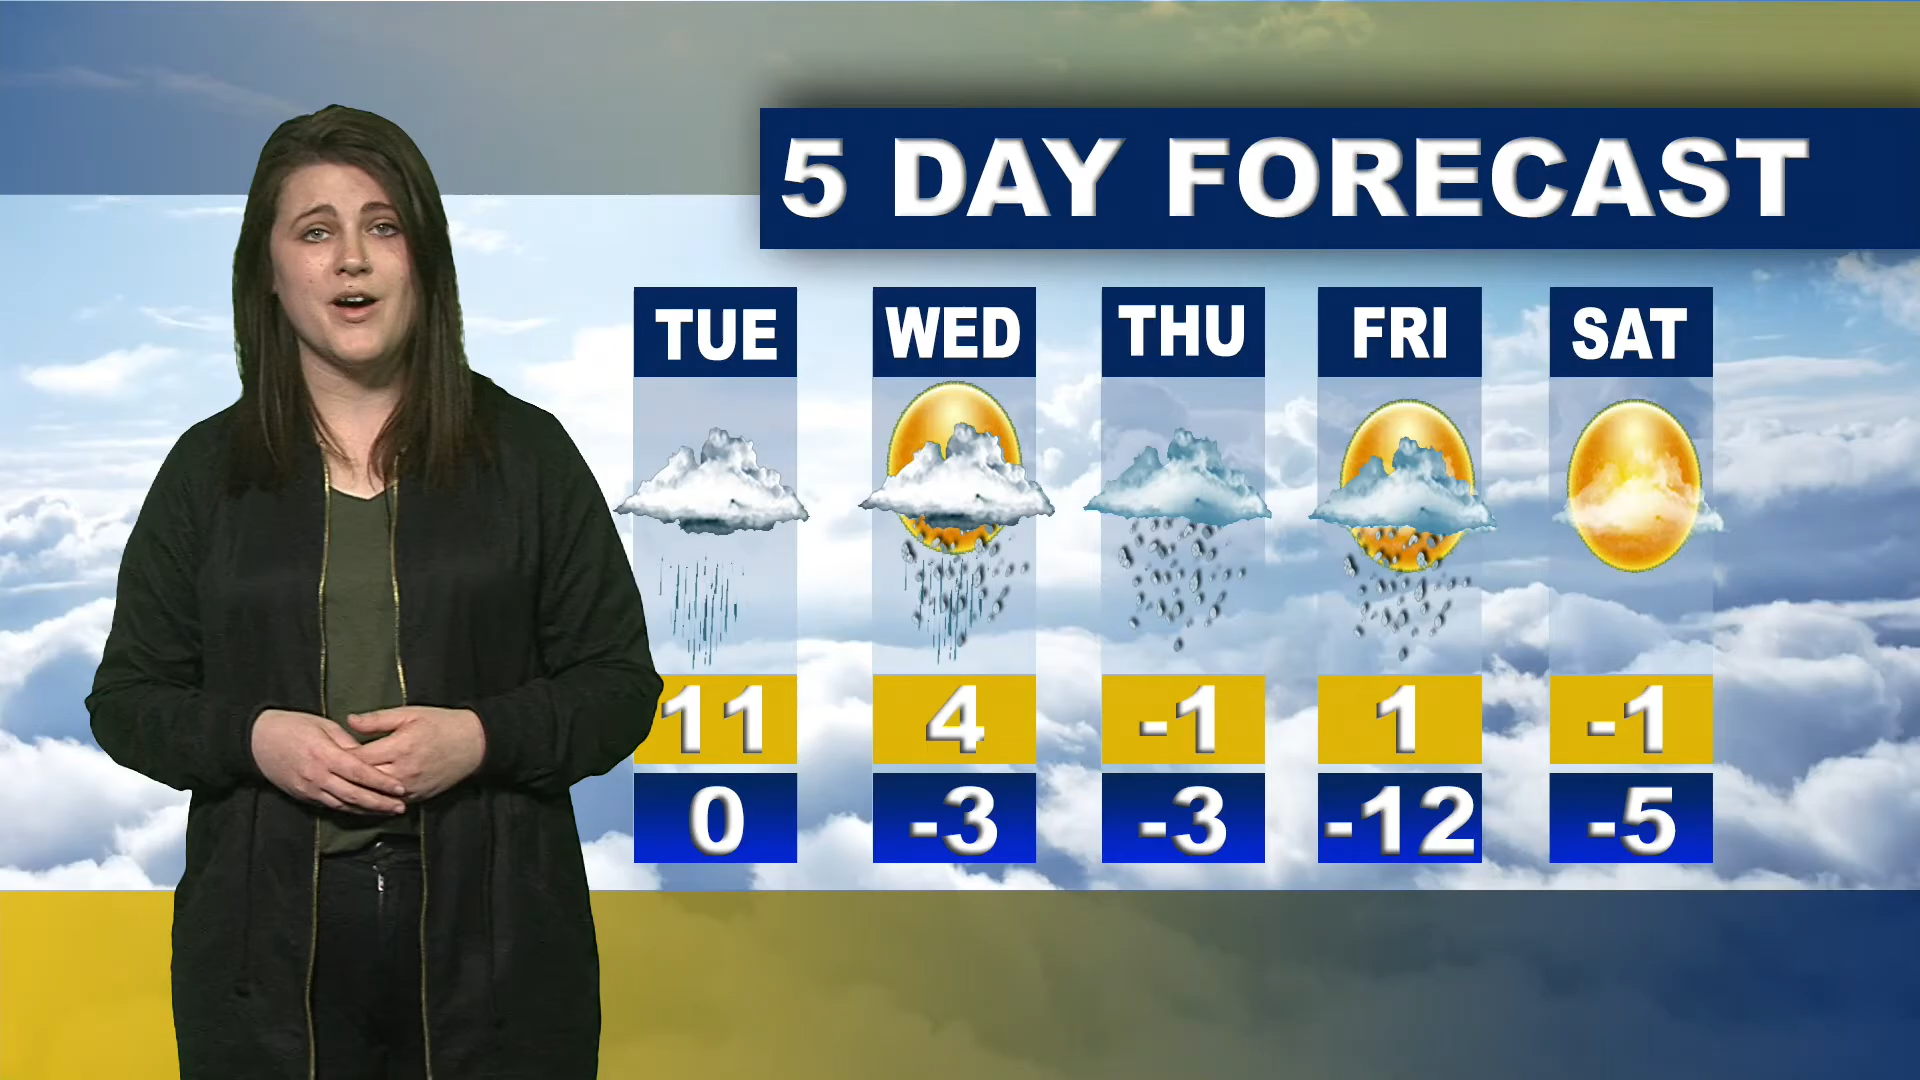 5 DAY FORECAST
TUE WED THU FRI SAT
11 4 -1 1 -1
0 -3 -3 -12 -5